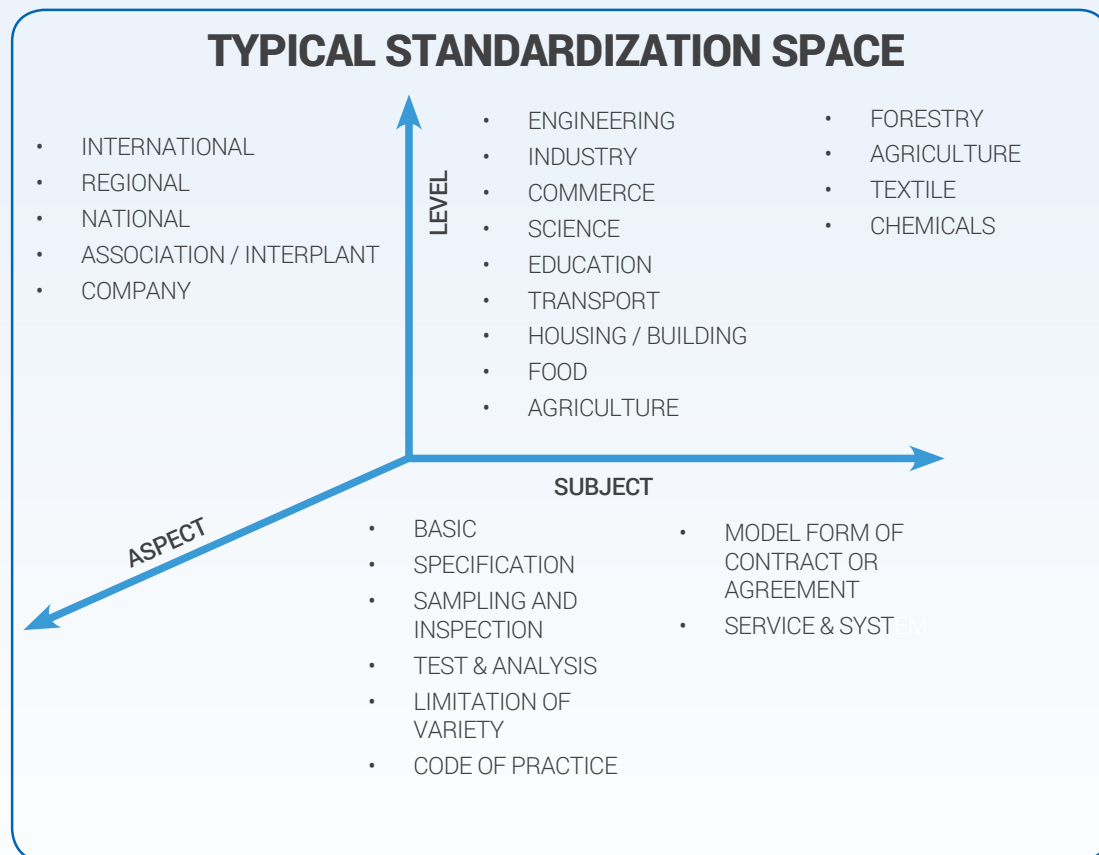 TYPICAL STANDARDIZATION SPACE
• INTERNATIONAL
• REGIONAL
• NATIONAL
• ASSOCIATION / INTERPLANT
• COMPANY
LEVEL
• ENGINEERING
• INDUSTRY
• COMMERCE
• SCIENCE
• EDUCATION
• TRANSPORT
• HOUSING / BUILDING
• FOOD
• AGRICULTURE
• FORESTRY
• AGRICULTURE
• TEXTILE
• CHEMICALS
SUBJECT
ASPECT
• BASIC
• SPECIFICATION
• SAMPLING AND
INSPECTION
• TEST & ANALYSIS
• LIMITATION OF
VARIETY
• CODE OF PRACTICE
• MODEL FORM OF
CONTRACT OR
AGREEMENT
• SERVICE & SYSTEM